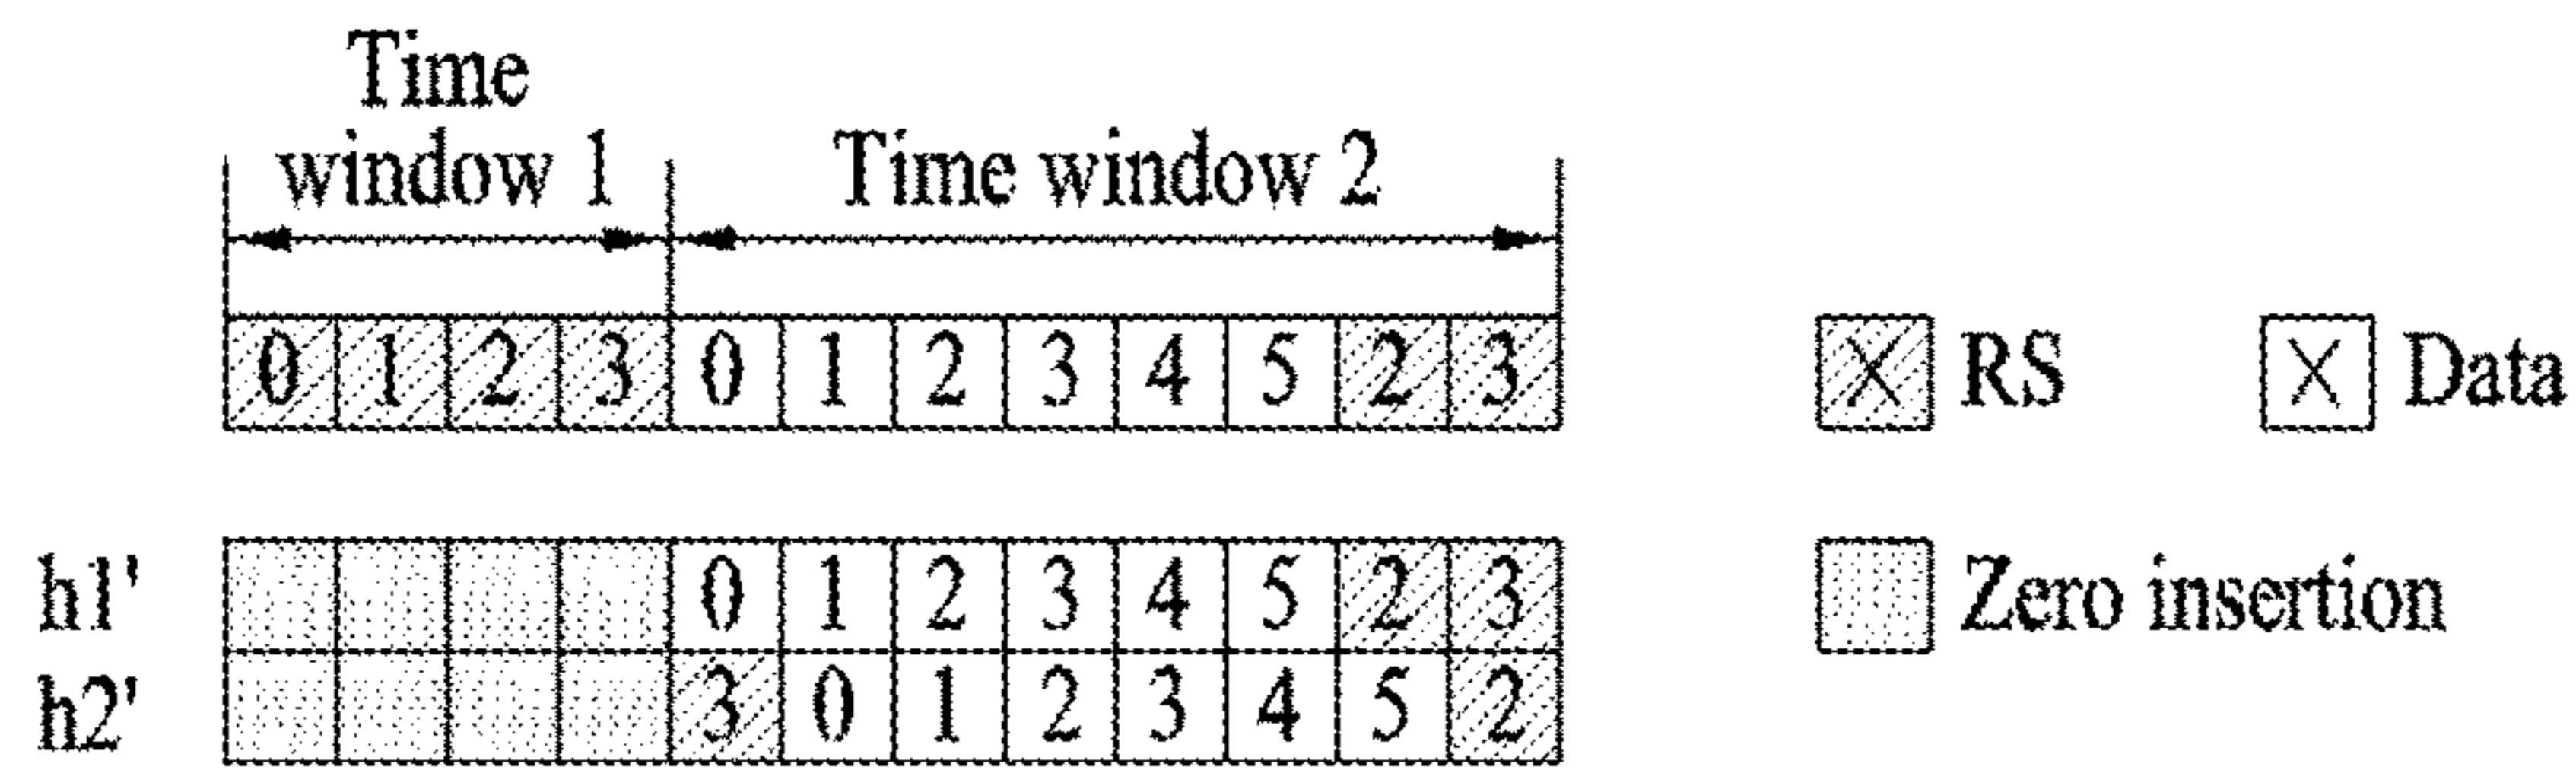 Time
window 1
Time window 2
0 1 2 3 0 1 2 3 4 5 2 3
X RS
X Data
h1' 0 1 2 3 4 5 2 3
Zero insertion
h2' 3 0 1 2 3 4 5 2